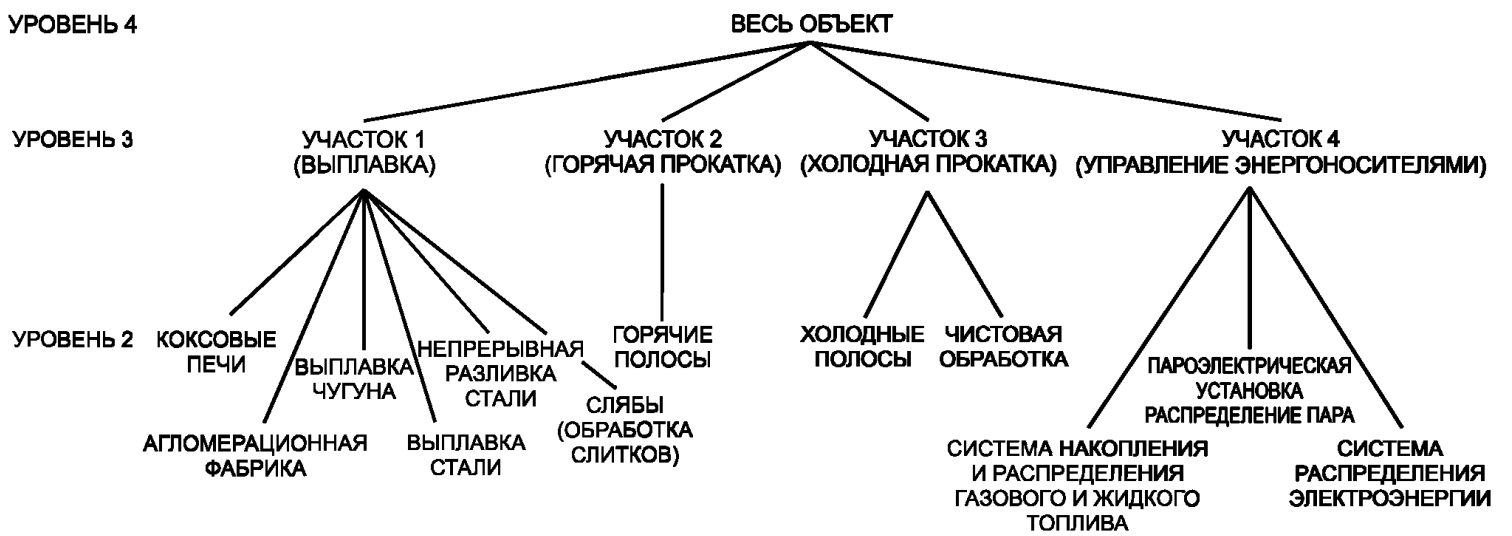 УРОВЕНЬ 4
ВЕСЬ ОБЪЕКТ
УРОВЕНЬ 3
УЧАСТОК 1
(ВЫПЛАВКА)
УЧАСТОК 2
(ГОРЯЧАЯ ПРОКАТКА)
УЧАСТОК 3
(ХОЛОДНАЯ ПРОКАТКА)
УЧАСТОК 4
(УПРАВЛЕНИЕ ЭНЕРГОНОСИТЕЛЯМИ)
УРОВЕНЬ 2
КОКСОВЫЕ
ПЕЧИ
АГЛОМЕРАЦИОННАЯ
ФАБРИКА
ВЫПЛАВКА
ЧУГУНА
ВЫПЛАВКА
СТАЛИ
НЕПРЕРЫВНАЯ
РАЗЛИВКА
СТАЛИ
СЛЯБЫ
(ОБРАБОТКА
СЛИТКОВ)
ГОРЯЧИЕ
ПОЛОСЫ
ХОЛОДНЫЕ
ПОЛОСЫ
ЧИСТОВАЯ
ОБРАБОТКА
СИСТЕМА НАКОПЛЕНИЯ
И РАСПРЕДЕЛЕНИЯ
ГАЗОВОГО И ЖИДКОГО
ТОПЛИВА
ПАРОЭЛЕКТРИЧЕСКАЯ
УСТАНОВКА
РАСПРЕДЕЛЕНИЕ ПАРА
СИСТЕМА
РАСПРЕДЕЛЕНИЯ
ЭЛЕКТРОЭНЕРГИИ